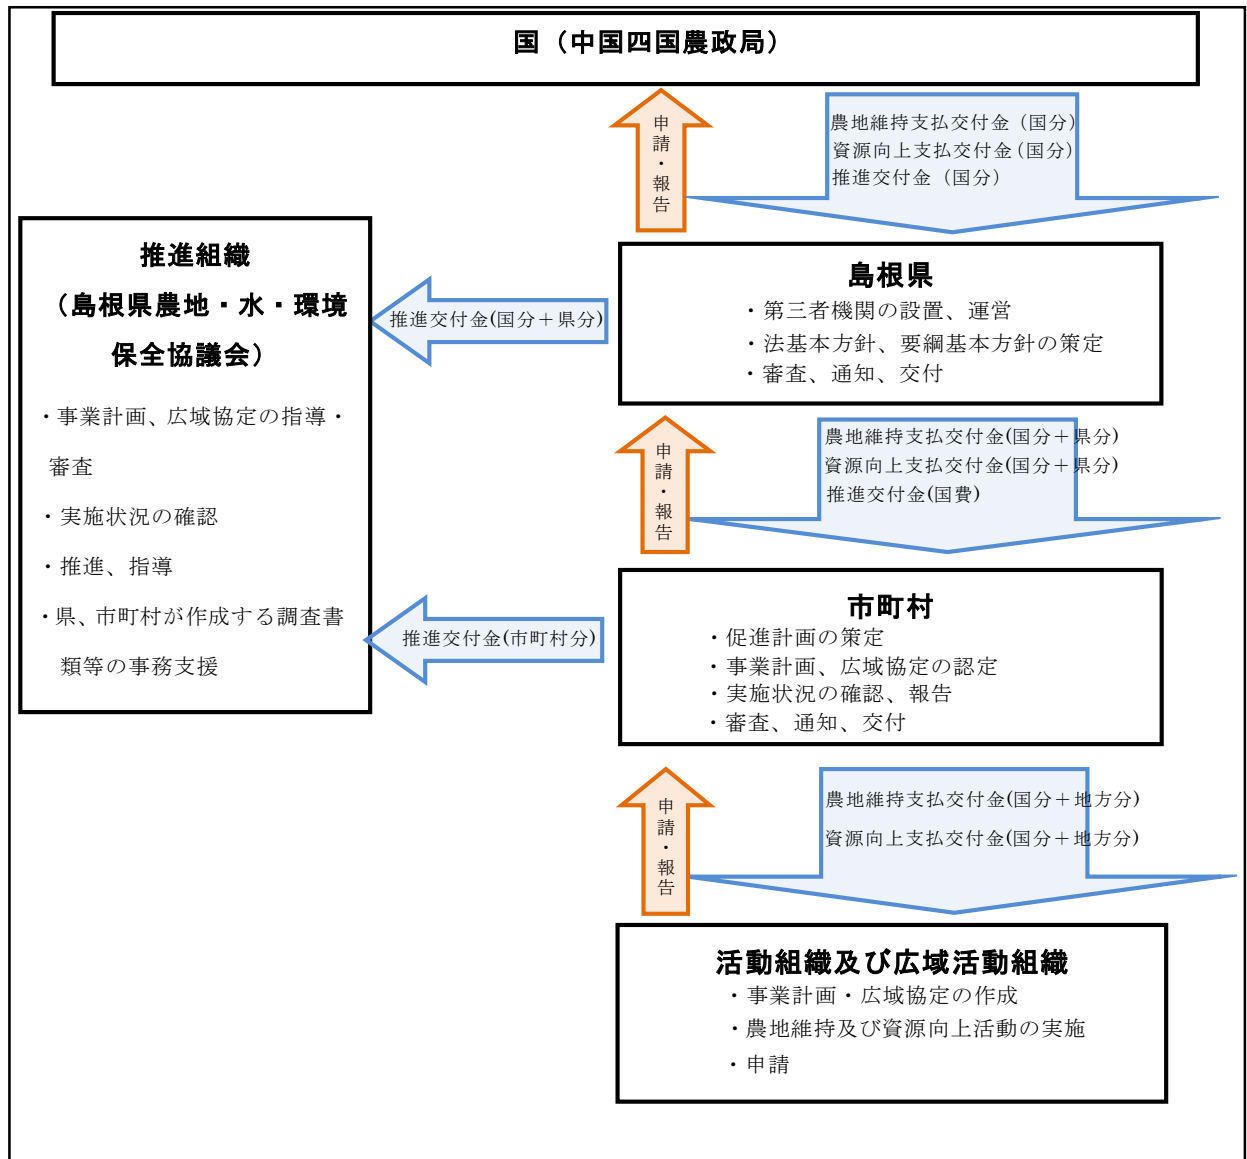 国（中国四国農政局）
申請・報告
農地維持支払交付金（国分）
資源向上支払交付金（国分）
推進交付金（国分）
推進組織
（島根県農地・水・環境
保全協議会）
・事業計画、広域協定の指導・
審査
・実施状況の確認
・推進、指導
・県、市町村が作成する調査書
類等の事務支援
推進交付金(国分＋県分)
島根県
・第三者機関の設置、運営
・法基本方針、要綱基本方針の策定
・審査、通知、交付
申請・報告
農地維持支払交付金(国分＋県分)
資源向上支払交付金(国分＋県分)
推進交付金(国費)
推進交付金(市町村分)
市町村
・促進計画の策定
・事業計画、広域協定の認定
・実施状況の確認、報告
・審査、通知、交付
申請・報告
農地維持支払交付金(国分＋地方分)
資源向上支払交付金(国分＋地方分)
活動組織及び広域活動組織
・事業計画・広域協定の作成
・農地維持及び資源向上活動の実施
・申請